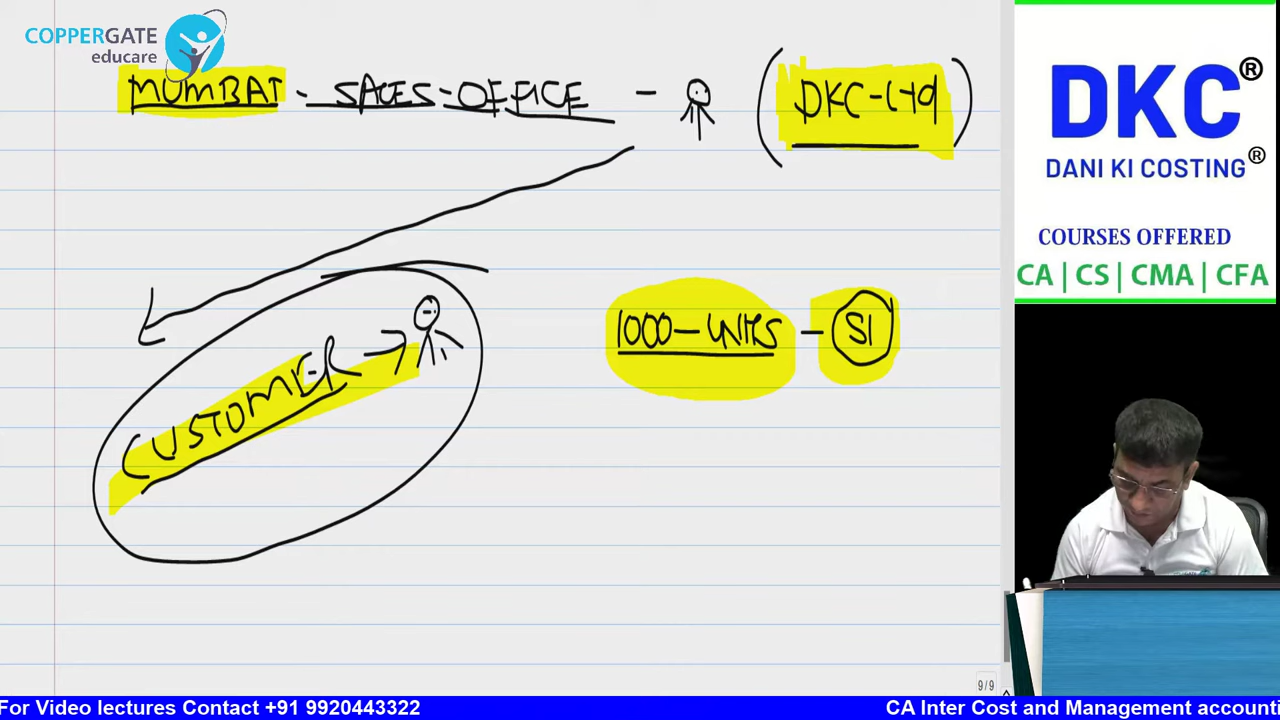 COPPERGATE
educare
MUMBAI - SALES-OFFICE - (DKC-Ltd)
CUSTOMER →
1000-UNITS - S1
9/9
DKC®
DANI KI COSTING®
COURSES OFFERED
CA | CS | CMA | CFA
For Video lectures Contact +91 9920443322
CA Inter Cost and Management accounti